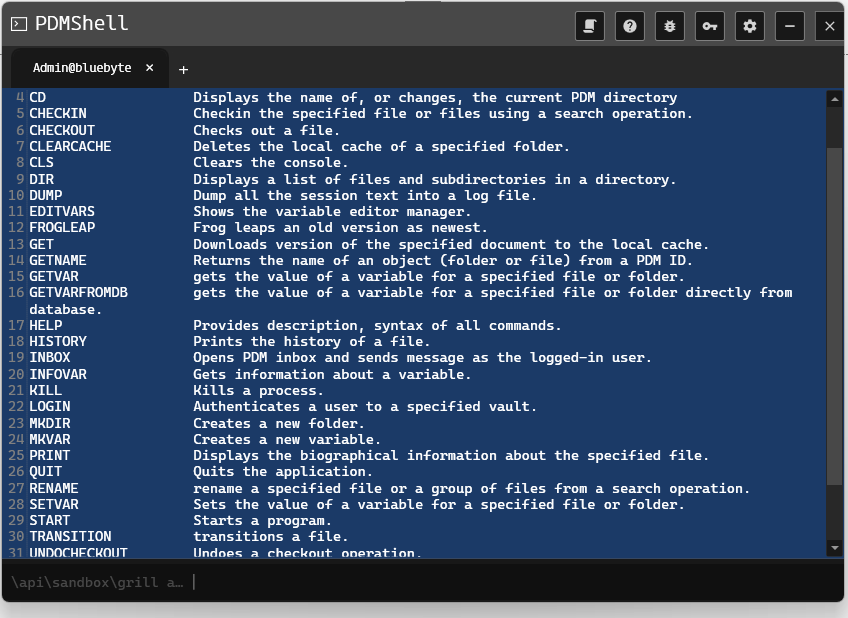 PDMShell
Admin@bluebyte × +
4 CD Displays the name of, or changes, the current PDM directory
5 CHECKIN Checkin the specified file or files using a search operation.
6 CHECKOUT Checks out a file.
7 CLEARCACHE Deletes the local cache of a specified folder.
8 CLS Clears the console.
9 DIR Displays a list of files and subdirectories in a directory.
10 DUMP Dump all the session text into a log file.
11 EDITVARS Shows the variable editor manager.
12 FROGLEAP Frog leaps an old version as newest.
13 GET Downloads version of the specified document to the local cache.
14 GETNAME Returns the name of an object (folder or file) from a PDM ID.
15 GETVAR gets the value of a variable for a specified file or folder.
16 GETVARFROMDB gets the value of a variable for a specified file or folder directly from
database.
17 HELP Provides description, syntax of all commands.
18 HISTORY Prints the history of a file.
19 INBOX Opens PDM inbox and sends message as the logged-in user.
20 INFOVAR Gets information about a variable.
21 KILL Kills a process.
22 LOGIN Authenticates a user to a specified vault.
23 MKDIR Creates a new folder.
24 MKVAR Creates a new variable.
25 PRINT Displays the biographical information about the specified file.
26 QUIT Quits the application.
27 RENAME rename a specified file or a group of files from a search operation.
28 SETVAR Sets the value of a variable for a specified file or folder.
29 START Starts a program.
30 TRANSITION transitions a file.
31 UNDOCHECKOUT Undoes a checkout operation.
\api\sandbox\grill a…